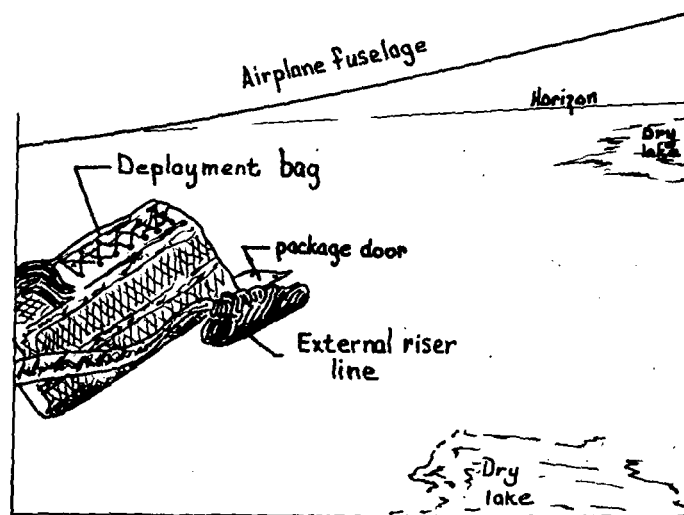 Airplane fuselage
Horizon
Dry
lake
Deployment bag
package door
External riser
line
Dry
lake